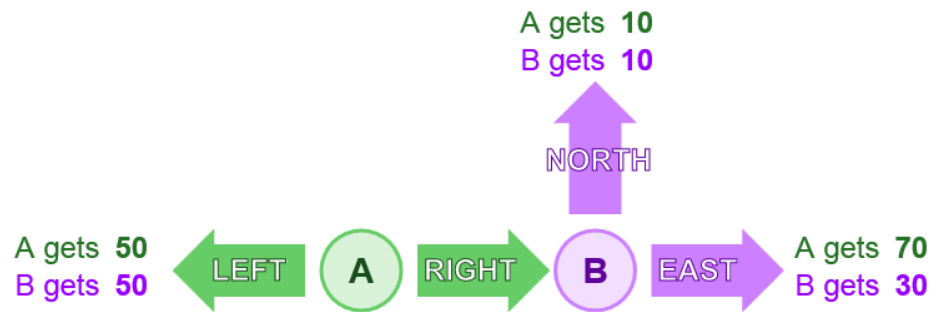 A gets 10
B gets 10
NORTH
A gets 50
B gets 50
LEFT
A
RIGHT
B
EAST
A gets 70
B gets 30